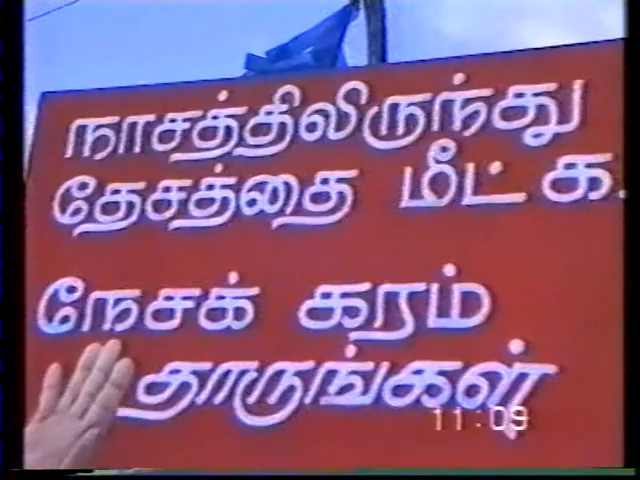 நாசத்திலிருந்து
தேசத்தை மீட்க
நேசக் கரம்
தாருங்கள்
11:09